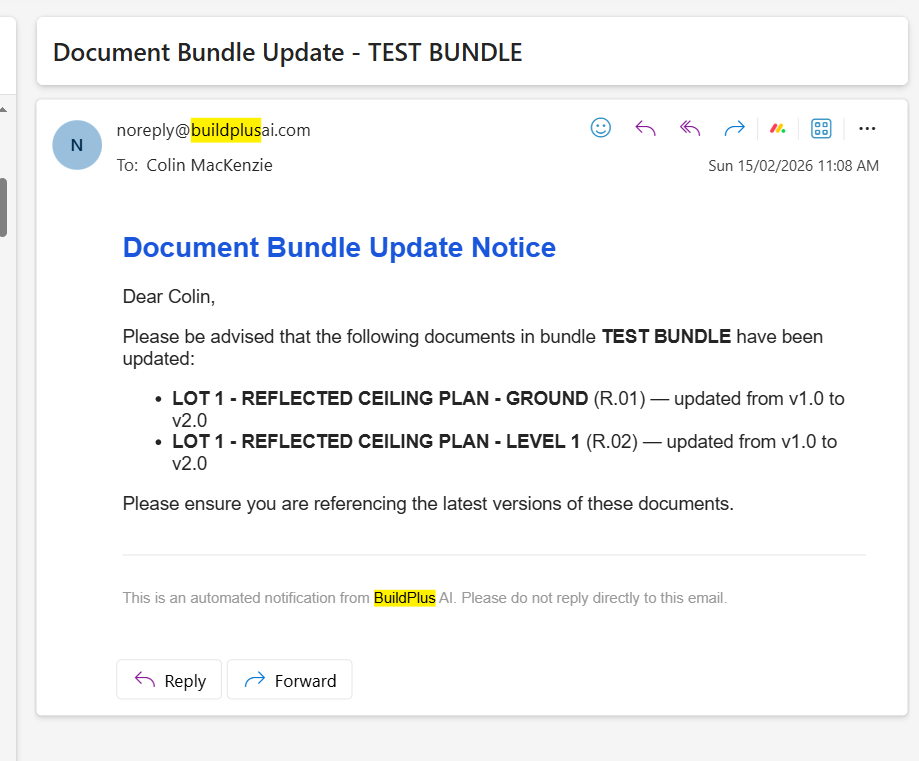 Document Bundle Update - TEST BUNDLE
N
noreply@buildplusai.com
To: Colin MacKenzie
Sun 15/02/2026 11:08 AM
Document Bundle Update Notice
Dear Colin,
Please be advised that the following documents in bundle TEST BUNDLE have been
updated:
• LOT 1 - REFLECTED CEILING PLAN - GROUND (R.01) — updated from v1.0 to
v2.0
• LOT 1 - REFLECTED CEILING PLAN - LEVEL 1 (R.02) — updated from v1.0 to
v2.0
Please ensure you are referencing the latest versions of these documents.
This is an automated notification from BuildPlus AI. Please do not reply directly to this email.
Reply
Forward